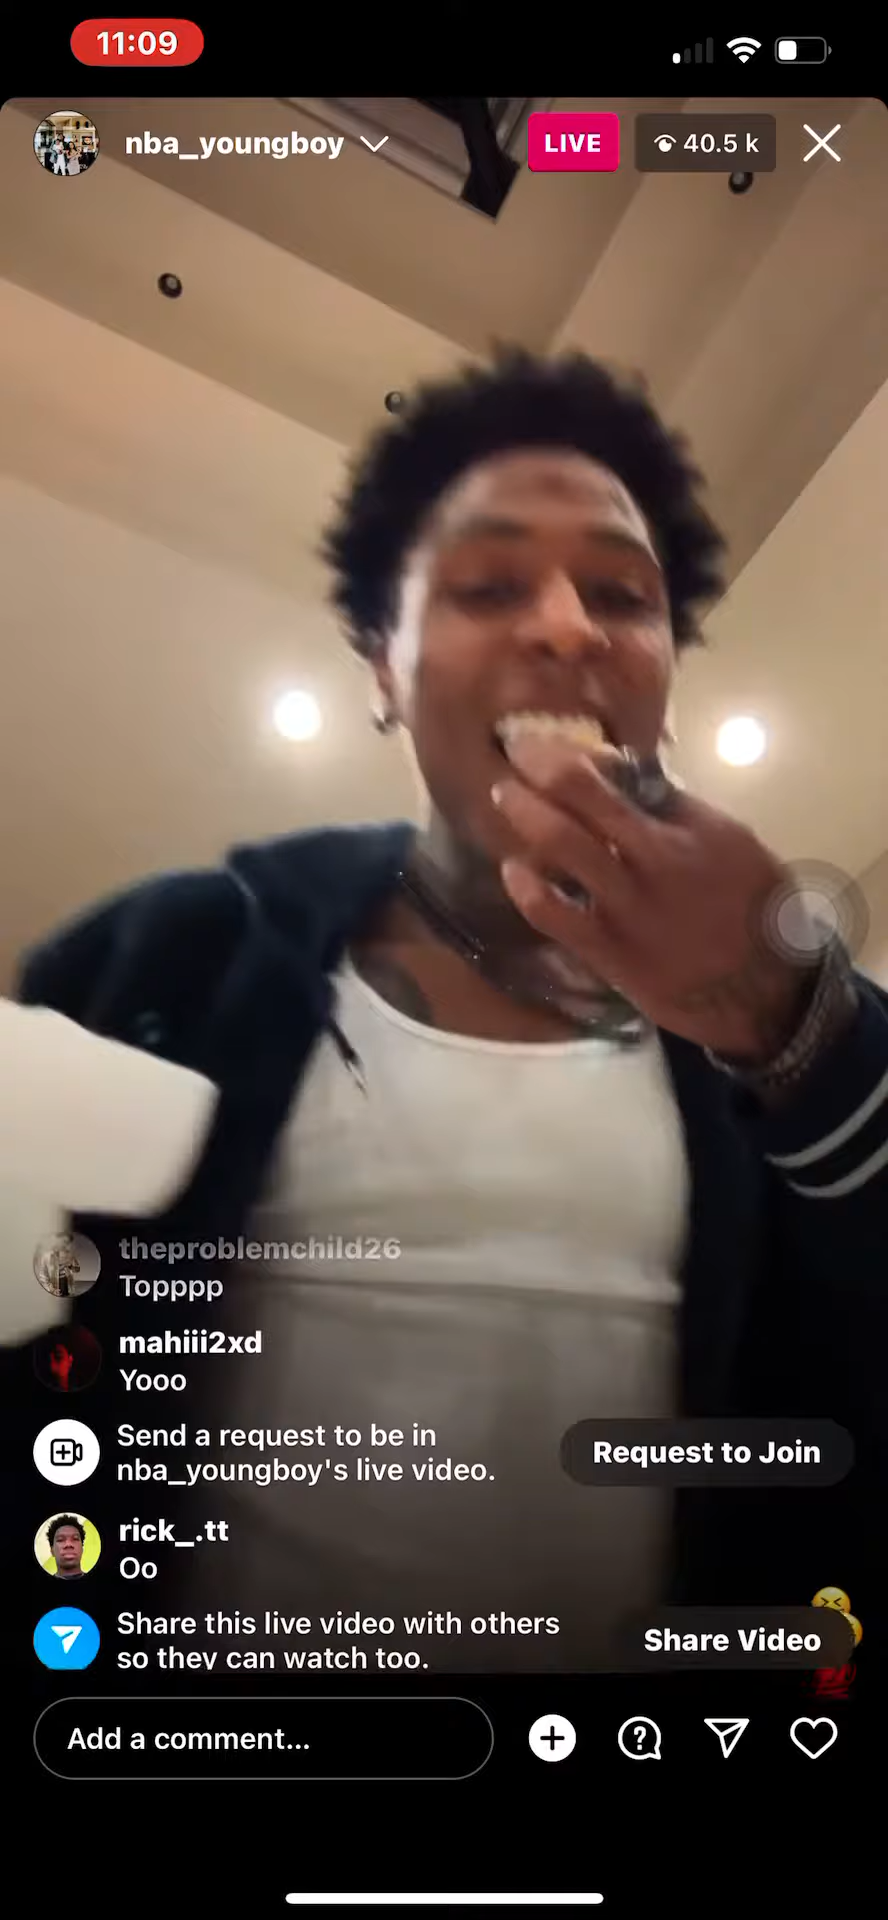 11:09
nba_youngboy
LIVE
40.5 k
theproblemchild26
Topppp
mahiii2xd
Yooo
Send a request to be in
nba_youngboy's live video.
Request to Join
rick_.tt
Oo
Share this live video with others
so they can watch too.
Share Video
Add a comment...